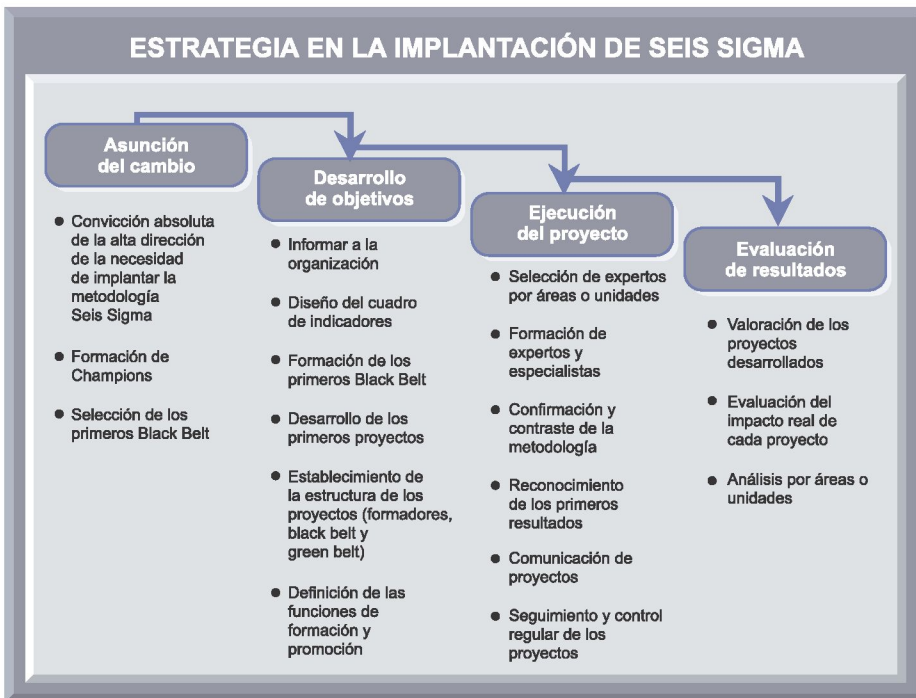 ESTRATEGIA EN LA IMPLANTACIÓN DE SEIS SIGMA
Asunción
del cambio
● Convicción absoluta
de la alta dirección
de la necesidad
de implantar la
metodología
Seis Sigma
● Formación de
Champions
● Selección de los
primeros Black Belt
Desarrollo
de objetivos
● Informar a la
organización
● Diseño del cuadro
de indicadores
● Formación de los
primeros Black Belt
● Desarrollo de los
primeros proyectos
● Establecimiento de
la estructura de los
proyectos (formadores,
black belt y
green belt)
● Definición de las
funciones de
formación y
promoción
Ejecución
del proyecto
● Selección de expertos
por áreas o unidades
● Formación de
expertos y
especialistas
● Confirmación y
contraste de la
metodología
● Reconocimiento
de los primeros
resultados
● Comunicación de
proyectos
● Seguimiento y control
regular de los
proyectos
Evaluación
de resultados
● Valoración de los
proyectos
desarrollados
● Evaluación del
impacto real de
cada proyecto
● Análisis por áreas o
unidades